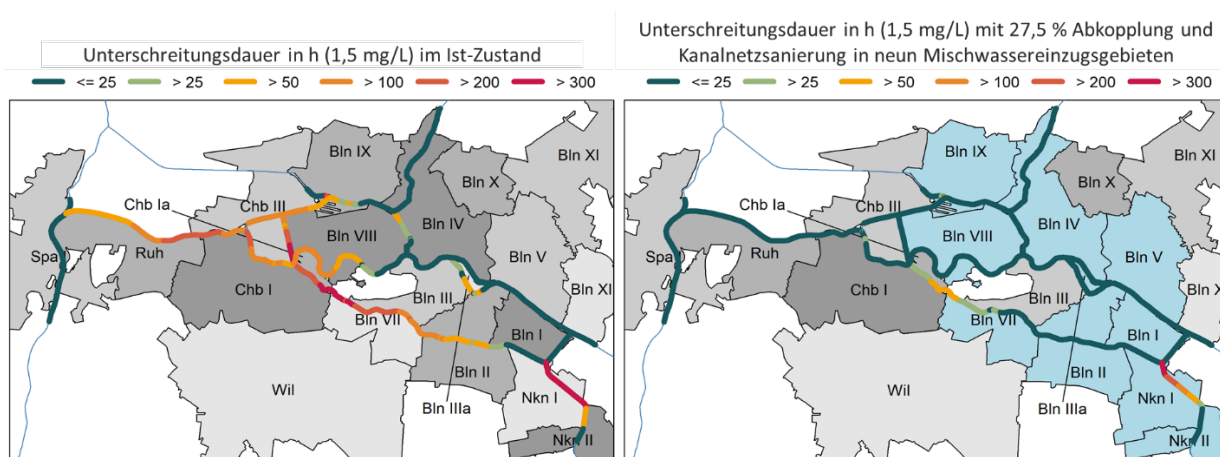 Unterschreitungsdauer in h (1,5 mg/L) im Ist-Zustand
<= 25 > 25 > 50 > 100 > 200 > 300
Bln IX
Bln XI
Bln X
Chb Ia
Chb III
Bln IV
Bln VIII
Bln V
Spa
Ruh
Bln XI
Chb I
Bln III
Bln VII
Bln I
Bln II
Wil
Nkn I
Bln IIIa
Nkn II
Unterschreitungsdauer in h (1,5 mg/L) mit 27,5 % Abkopplung und
Kanalnetzsanierung in neun Mischwassereinzugsgebieten
<= 25 > 25 > 50 > 100 > 200 > 300
Bln IX
Bln XI
Bln X
Chb Ia
Chb III
Bln IV
Bln VIII
Bln V
Spa
Ruh
Bln XI
Chb I
Bln III
Bln VII
Bln I
Bln II
Wil
Nkn I
Bln IIIa
Nkn II